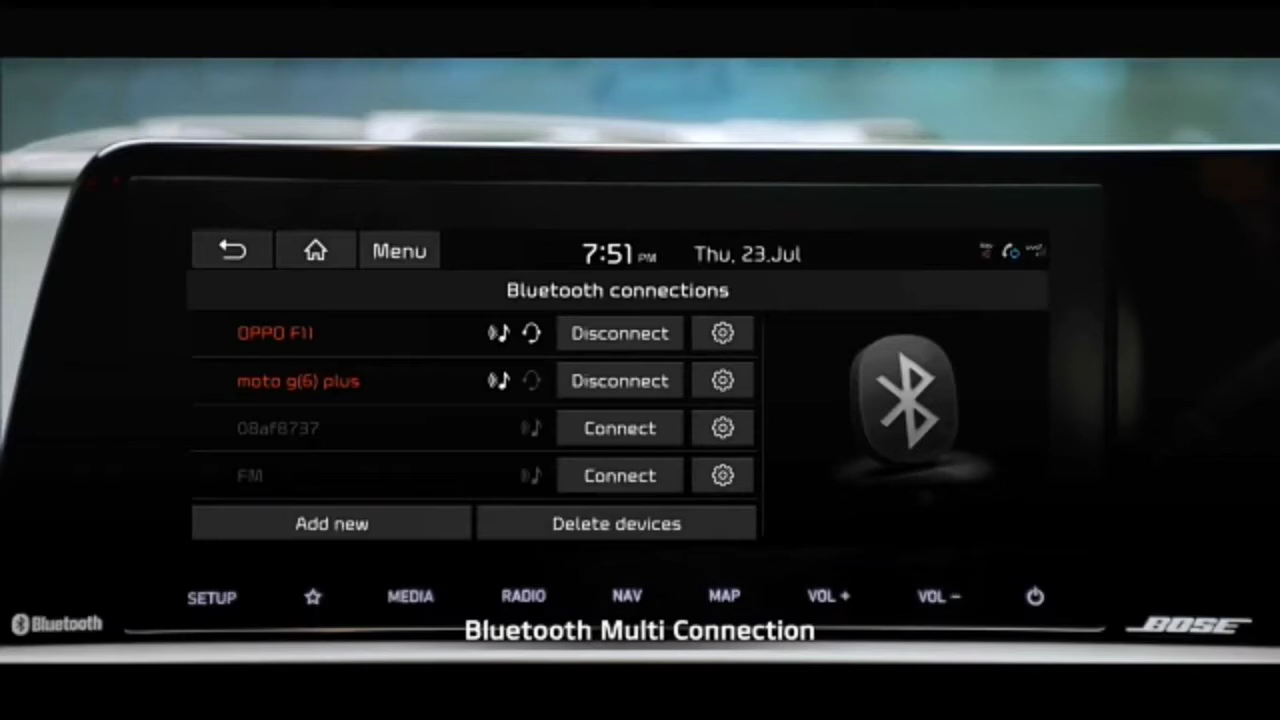 Menu
7:51 PM
Thu, 23.Jul
Bluetooth connections
OPPO F11
Disconnect
moto g(6) plus
Disconnect
08af8737
Connect
FM
Connect
Add new
Delete devices
SETUP
MEDIA
RADIO
NAV
MAP
VOL +
VOL −
Bluetooth
BOSE
Bluetooth Multi Connection